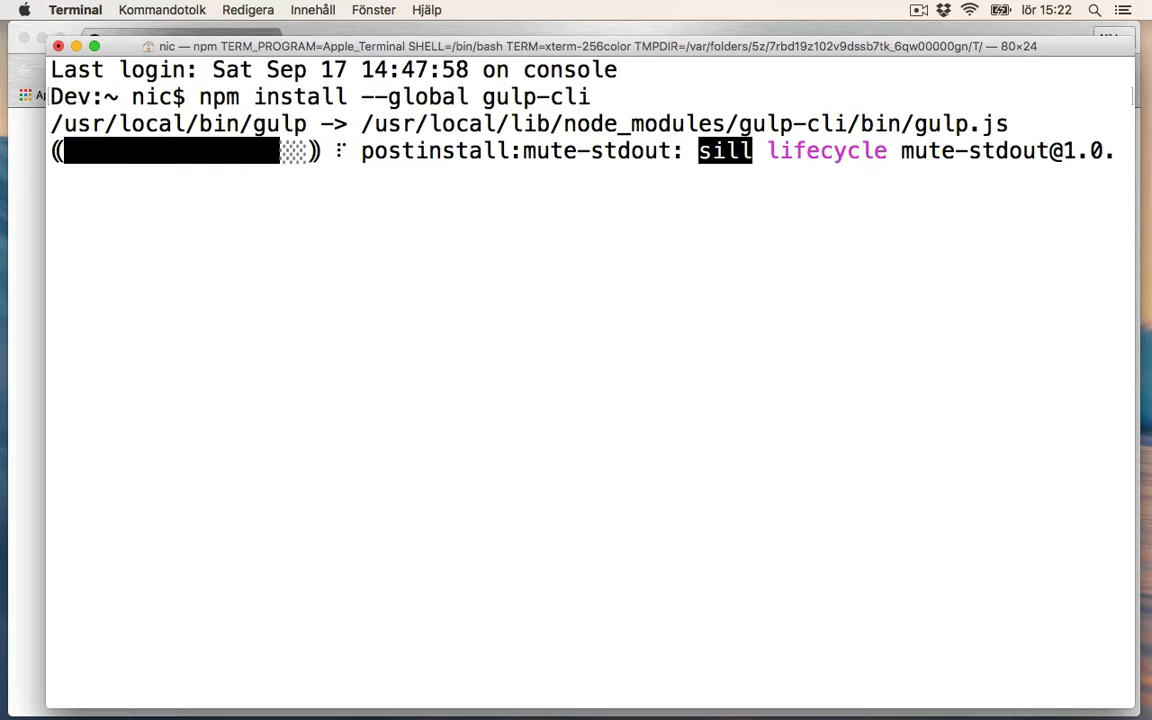 Terminal Kommandotolk Redigera Innehåll Fönster Hjälp lör 15:22
nic — npm TERM_PROGRAM=Apple_Terminal SHELL=/bin/bash TERM=xterm-256color TMPDIR=/var/folders/5z/7rbd19z102v9dssb7tk_6qw00000gn/T/ — 80×24
Last login: Sat Sep 17 14:47:58 on console
Dev:~ nic$ npm install --global gulp-cli
/usr/local/bin/gulp -> /usr/local/lib/node_modules/gulp-cli/bin/gulp.js
(██████████████████░░) ⠏ postinstall:mute-stdout: sill lifecycle mute-stdout@1.0.